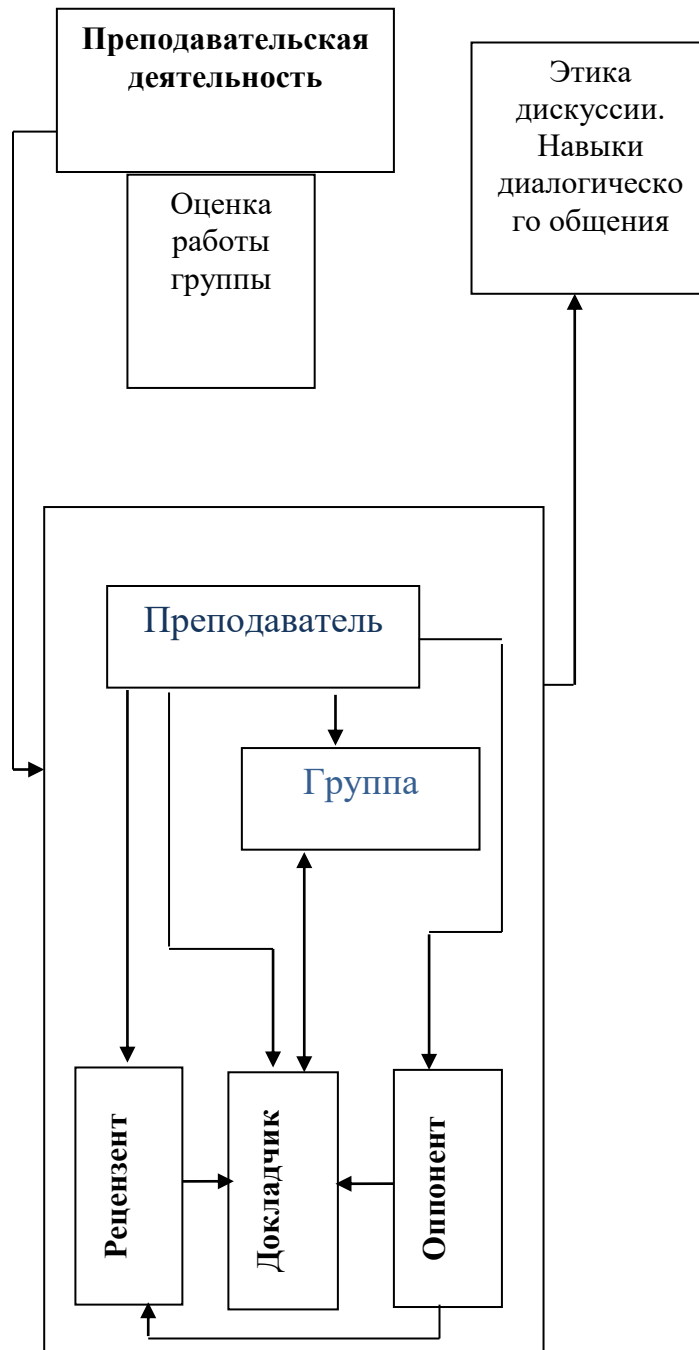 Преподавательская
деятельность
Этика
дискуссии.
Навыки
диалогическо
го общения
Оценка
работы
группы
Преподаватель
Группа
Рецензент
Докладчик
Оппонент